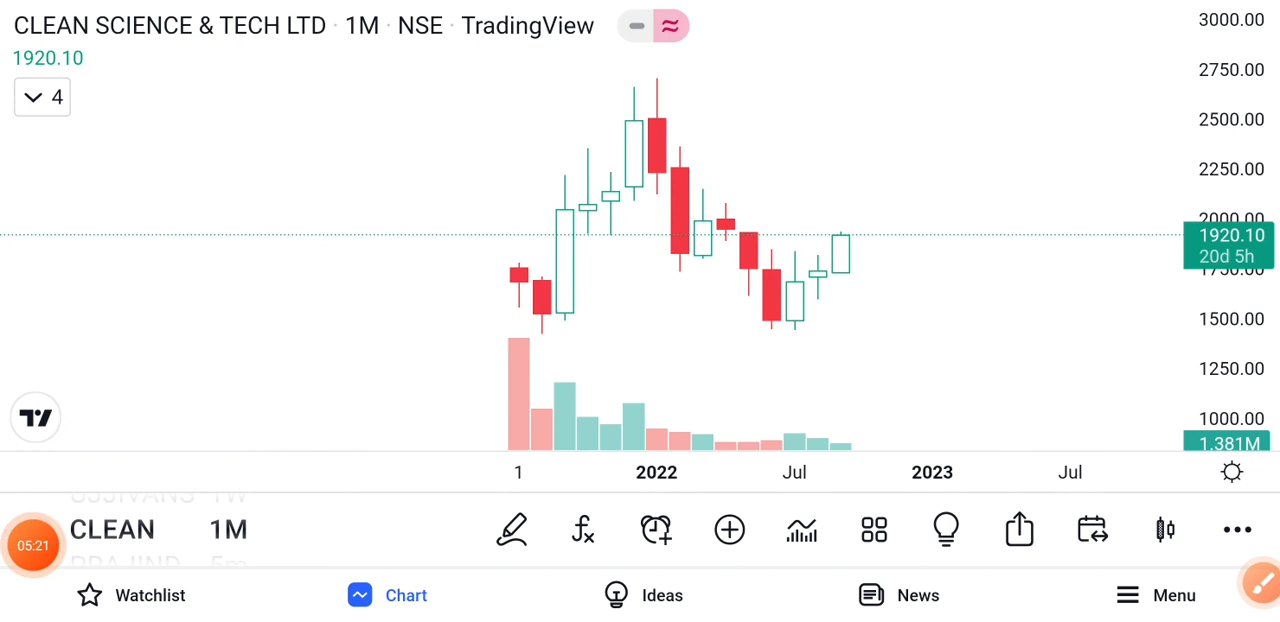 CLEAN SCIENCE & TECH LTD · 1M · NSE · TradingView
1920.10
4
3000.00
2750.00
2500.00
2250.00
2000.00
1920.10
20d 5h
1750.00
1500.00
1250.00
1000.00
1.381M
1 2022 Jul 2023 Jul
UJJIVANS 1W
CLEAN 1M
05:21
Watchlist Chart Ideas News Menu